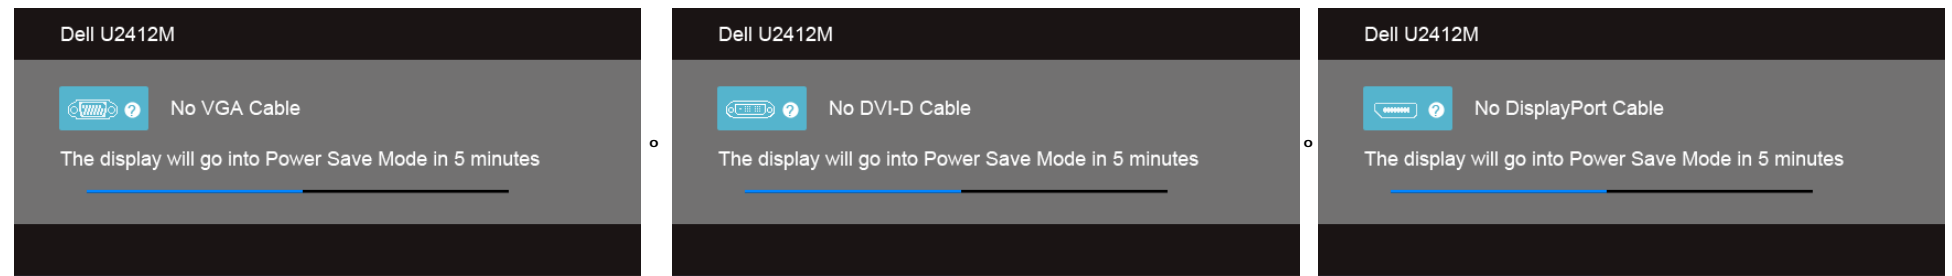 Dell U2412M
? No VGA Cable
The display will go into Power Save Mode in 5 minutes
o
Dell U2412M
? No DVI-D Cable
The display will go into Power Save Mode in 5 minutes
o
Dell U2412M
? No DisplayPort Cable
The display will go into Power Save Mode in 5 minutes